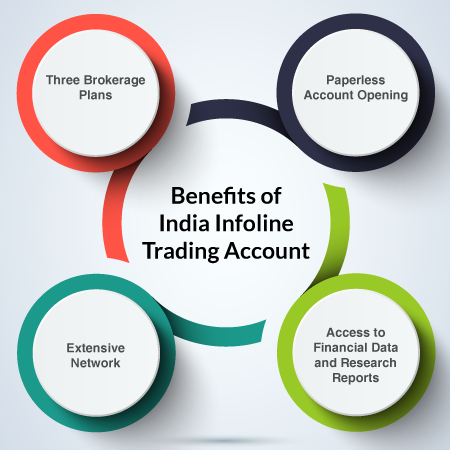 Three Brokerage
Plans
Paperless
Account Opening
Benefits of
India Infoline
Trading Account
Extensive
Network
Access to
Financial Data
and Research
Reports